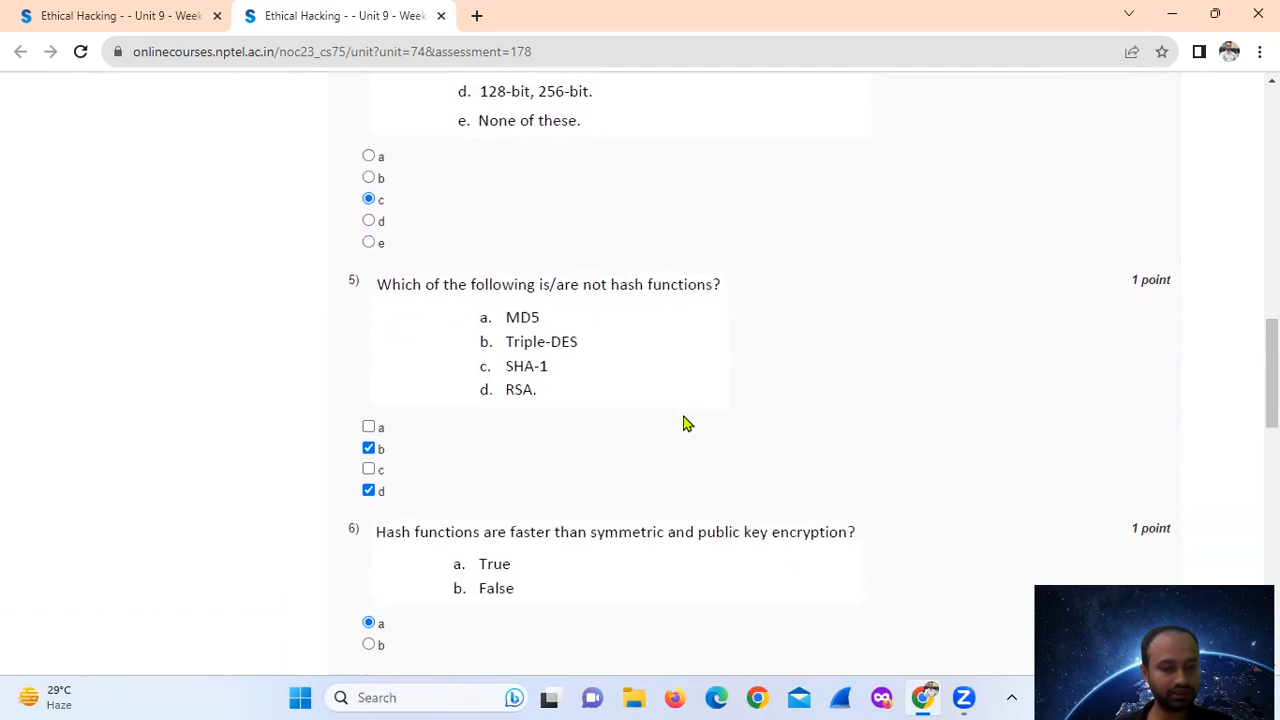 Ethical Hacking - - Unit 9 - Week
Ethical Hacking - - Unit 9 - Week
onlinecourses.nptel.ac.in/noc23_cs75/unit?unit=74&assessment=178
d. 128-bit, 256-bit.
e. None of these.
a
b
c
d
e
5) Which of the following is/are not hash functions? 1 point
a. MD5
b. Triple-DES
c. SHA-1
d. RSA.
a
b
c
d
6) Hash functions are faster than symmetric and public key encryption? 1 point
a. True
b. False
a
b
29°C
Haze
Search